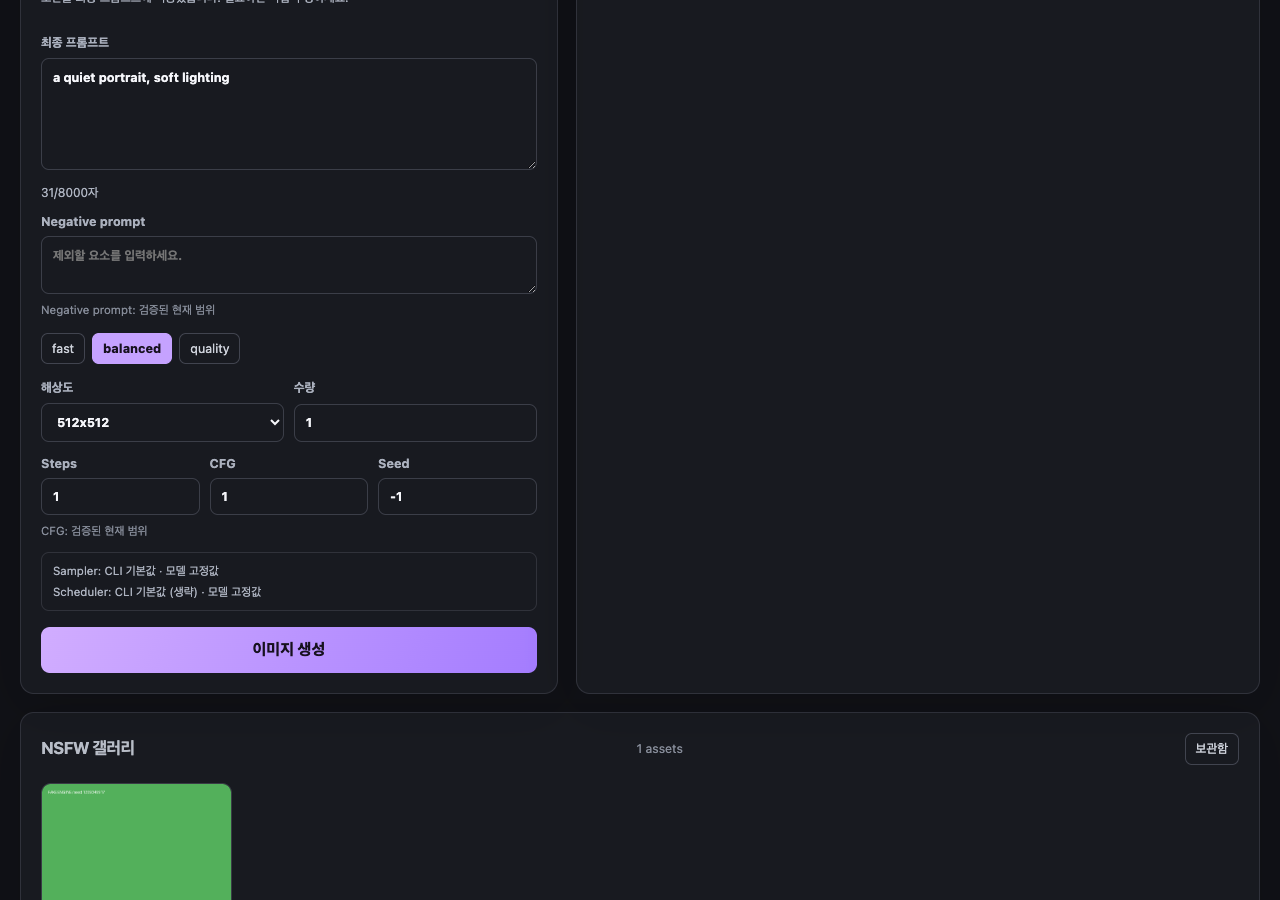 최종 프롬프트
a quiet portrait, soft lighting
31/8000자
Negative prompt
제외할 요소를 입력하세요.
Negative prompt: 검증된 현재 범위
fast
balanced
quality
해상도
수량
512x512
1
Steps
CFG
Seed
1
1
-1
CFG: 검증된 현재 범위
Sampler: CLI 기본값 · 모델 고정값
Scheduler: CLI 기본값 (생략) · 모델 고정값
이미지 생성
NSFW 갤러리
1 assets
보관함